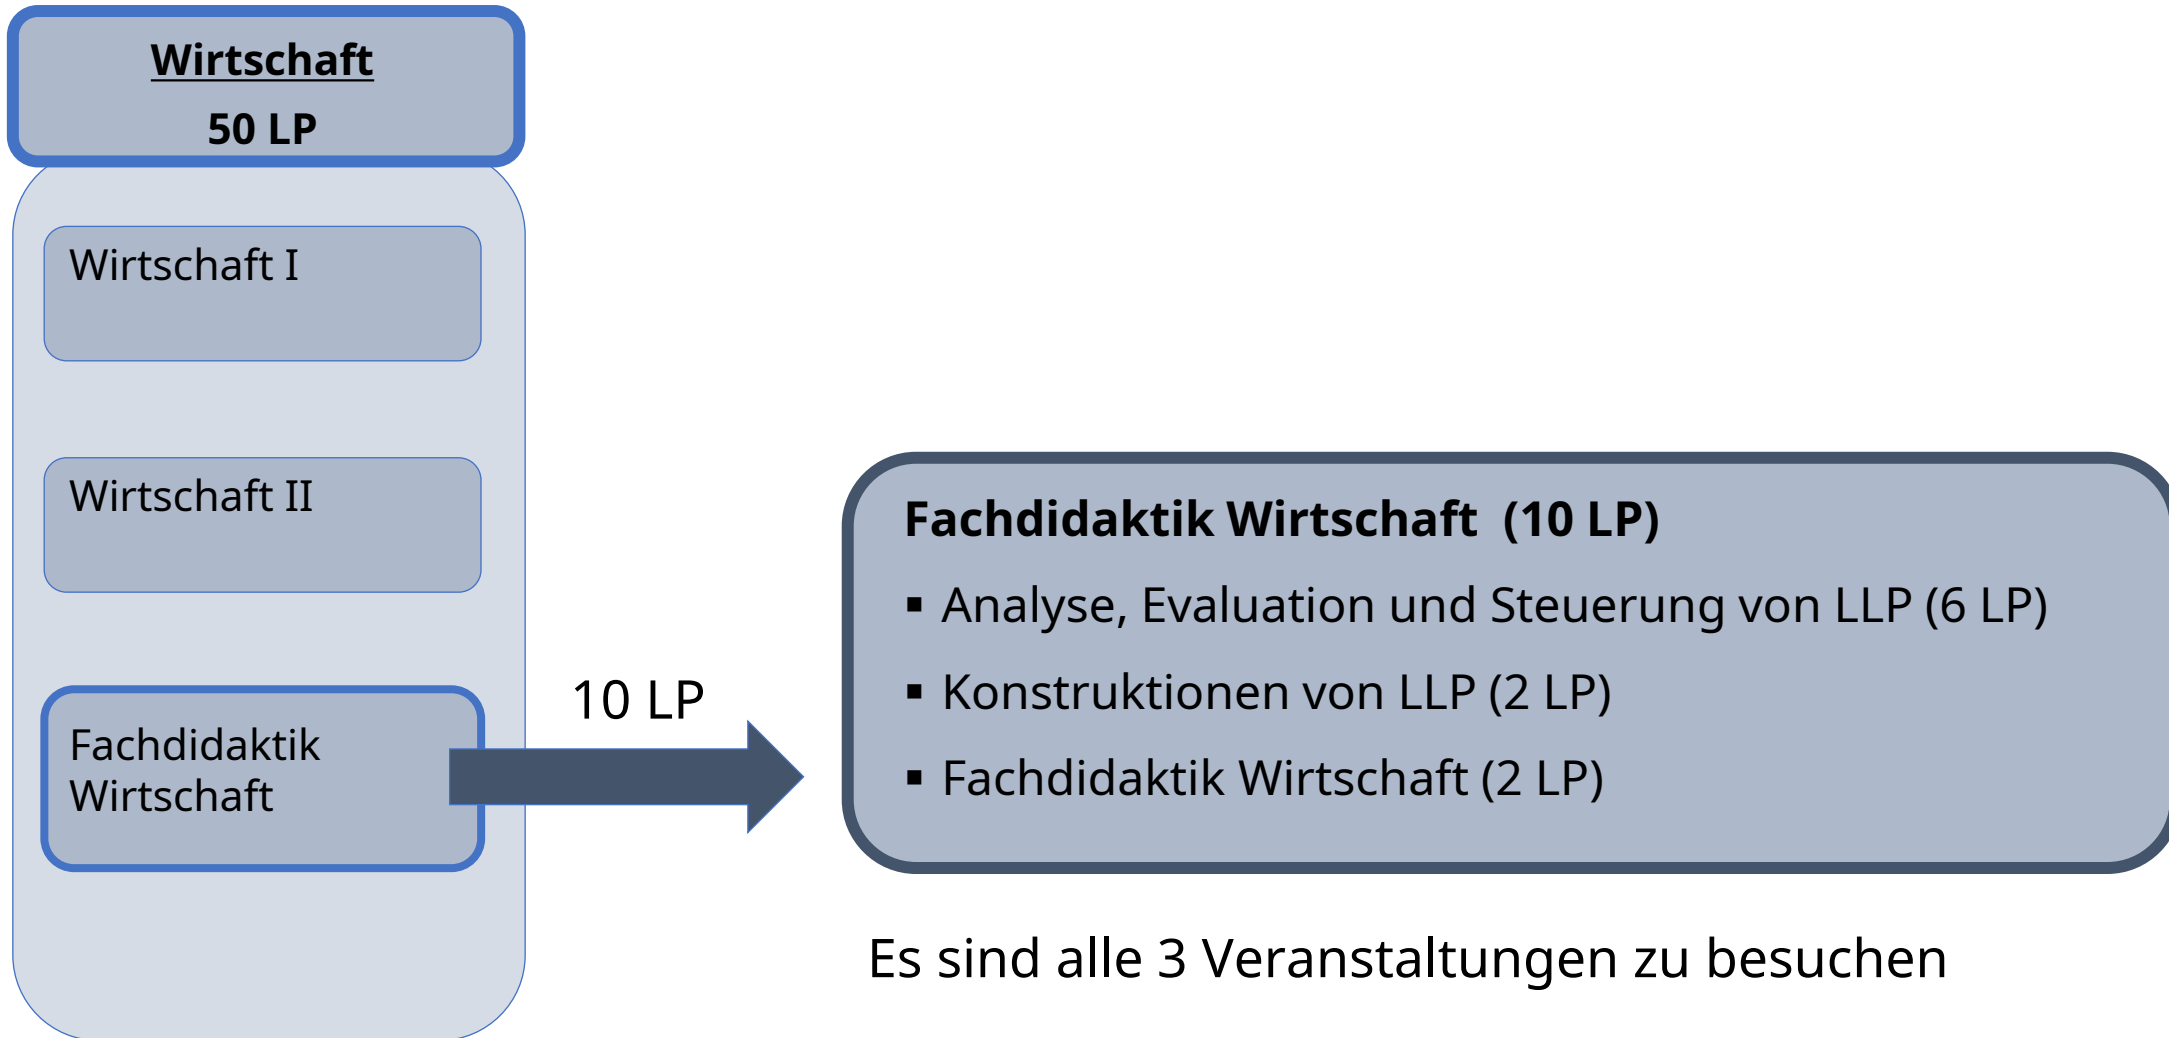 Wirtschaft
50 LP
Wirtschaft I
Wirtschaft II
Fachdidaktik
Wirtschaft
10 LP
Fachdidaktik Wirtschaft  (10 LP)
▪ Analyse, Evaluation und Steuerung von LLP (6 LP)
▪ Konstruktionen von LLP (2 LP)
▪ Fachdidaktik Wirtschaft (2 LP)
Es sind alle 3 Veranstaltungen zu besuchen